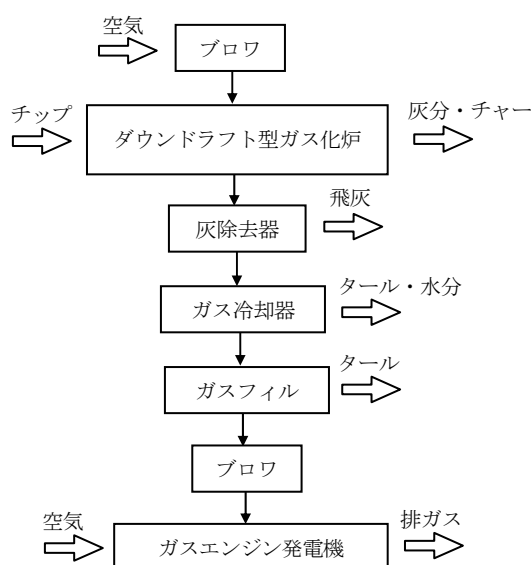 空気
ブロワ
チップ
ダウンドラフト型ガス化炉
灰分・チャー
灰除去器
飛灰
ガス冷却器
タール・水分
ガスフィル
タール
ブロワ
空気
ガスエンジン発電機
排ガス